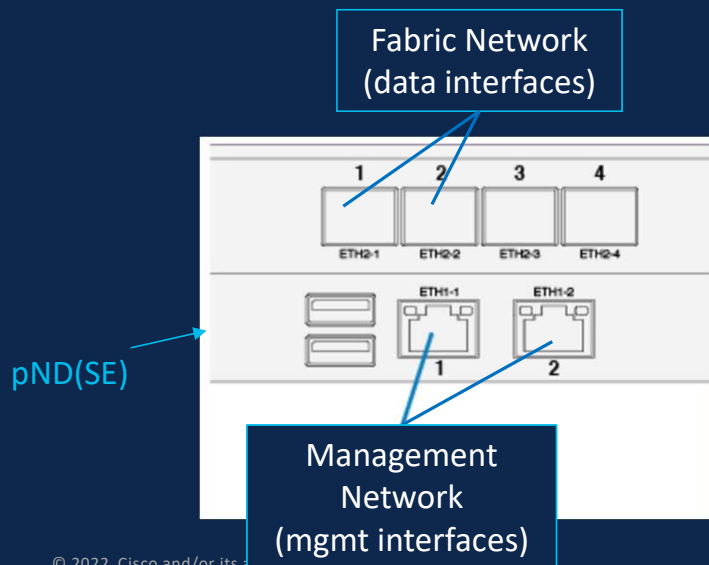 Fabric Network
(data interfaces)
1 2 3 4
ETH2-1 ETH2-2 ETH2-3 ETH2-4
ETH1-1 ETH1-2
1 2
pND(SE)
Management
Network
(mgmt interfaces)
© 2022 Cisco and/or its